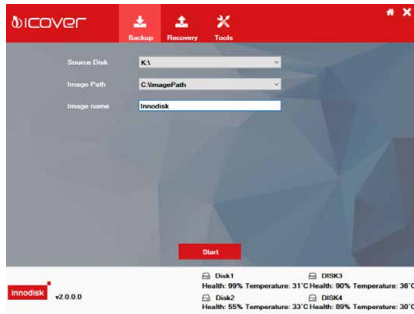 ıcover
Backup Recovery Tools
Source Disk K:\
Image Path C:\ImagePath
Image name Innodisk
Start
Disk1 DISK3
Health: 99% Temperature: 31°C Health: 90% Temperature: 36°C
innodisk v2.0.0.0
Disk2 DISK4
Health: 55% Temperature: 33°C Health: 89% Temperature: 30°C